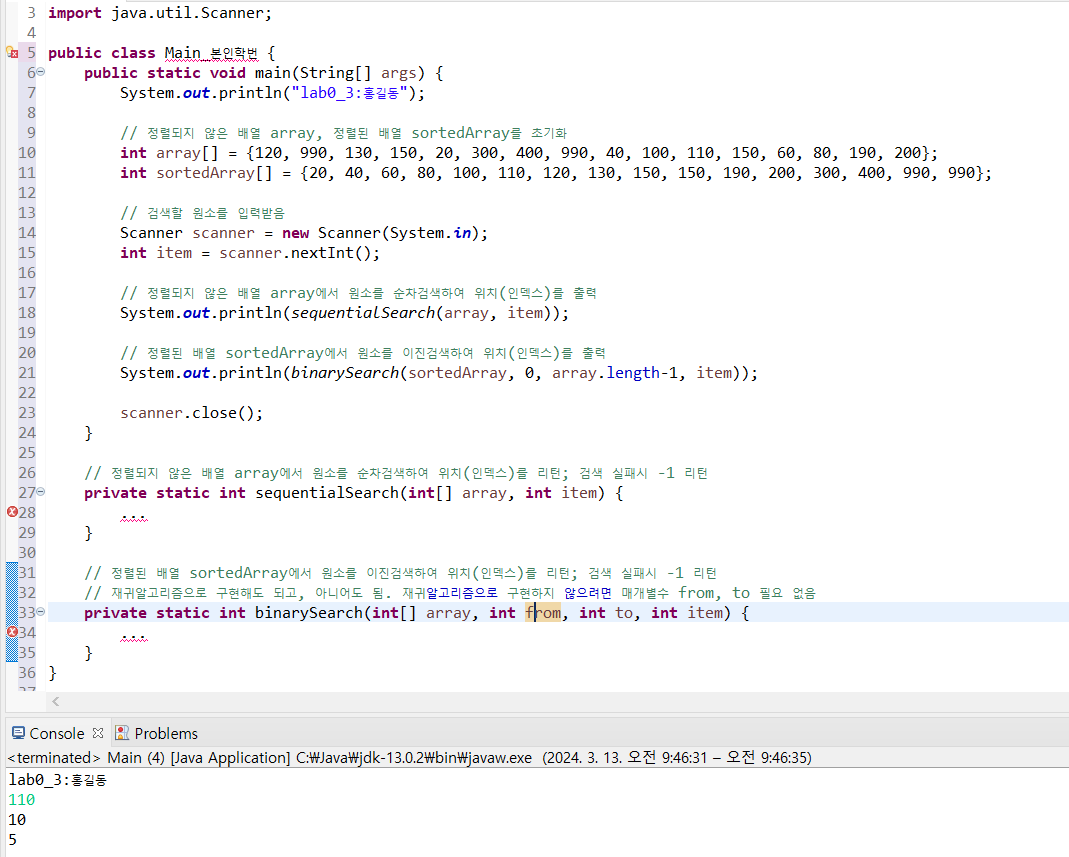 3 import java.util.Scanner;
4
5 public class Main_본인학번 {
6 public static void main(String[] args) {
7 System.out.println("lab0_3:홍길동");
8
9 // 정렬되지 않은 배열 array, 정렬된 배열 sortedArray를 초기화
10 int array[] = {120, 990, 130, 150, 20, 300, 400, 990, 40, 100, 110, 150, 60, 80, 190, 200};
11 int sortedArray[] = {20, 40, 60, 80, 100, 110, 120, 130, 150, 150, 190, 200, 300, 400, 990, 990};
12
13 // 검색할 원소를 입력받음
14 Scanner scanner = new Scanner(System.in);
15 int item = scanner.nextInt();
16
17 // 정렬되지 않은 배열 array에서 원소를 순차검색하여 위치(인덱스)를 출력
18 System.out.println(sequentialSearch(array, item));
19
20 // 정렬된 배열 sortedArray에서 원소를 이진검색하여 위치(인덱스)를 출력
21 System.out.println(binarySearch(sortedArray, 0, array.length-1, item));
22
23 scanner.close();
24 }
25
26 // 정렬되지 않은 배열 array에서 원소를 순차검색하여 위치(인덱스)를 리턴; 검색 실패시 -1 리턴
27 private static int sequentialSearch(int[] array, int item) {
28 ...
29 }
30
31 // 정렬된 배열 sortedArray에서 원소를 이진검색하여 위치(인덱스)를 리턴; 검색 실패시 -1 리턴
32 // 재귀알고리즘으로 구현해도 되고, 아니어도 됨. 재귀알고리즘으로 구현하지 않으려면 매개별수 from, to 필요 없음
33 private static int binarySearch(int[] array, int from, int to, int item) {
34 ...
35 }
36 }
37
Console Problems
<terminated> Main (4) [Java Application] C:₩Java₩jdk-13.0.2₩bin₩javaw.exe (2024. 3. 13. 오전 9:46:31 – 오전 9:46:35)
lab0_3:홍길동
110
10
5